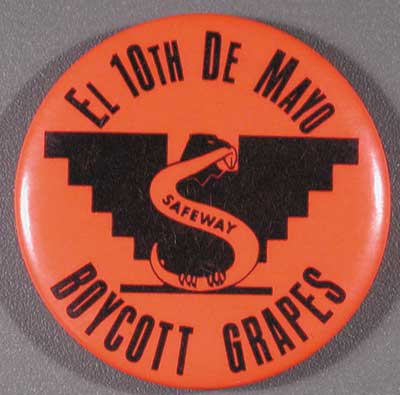 EL 10TH DE MAYO
SAFEWAY
BOYCOTT GRAPES